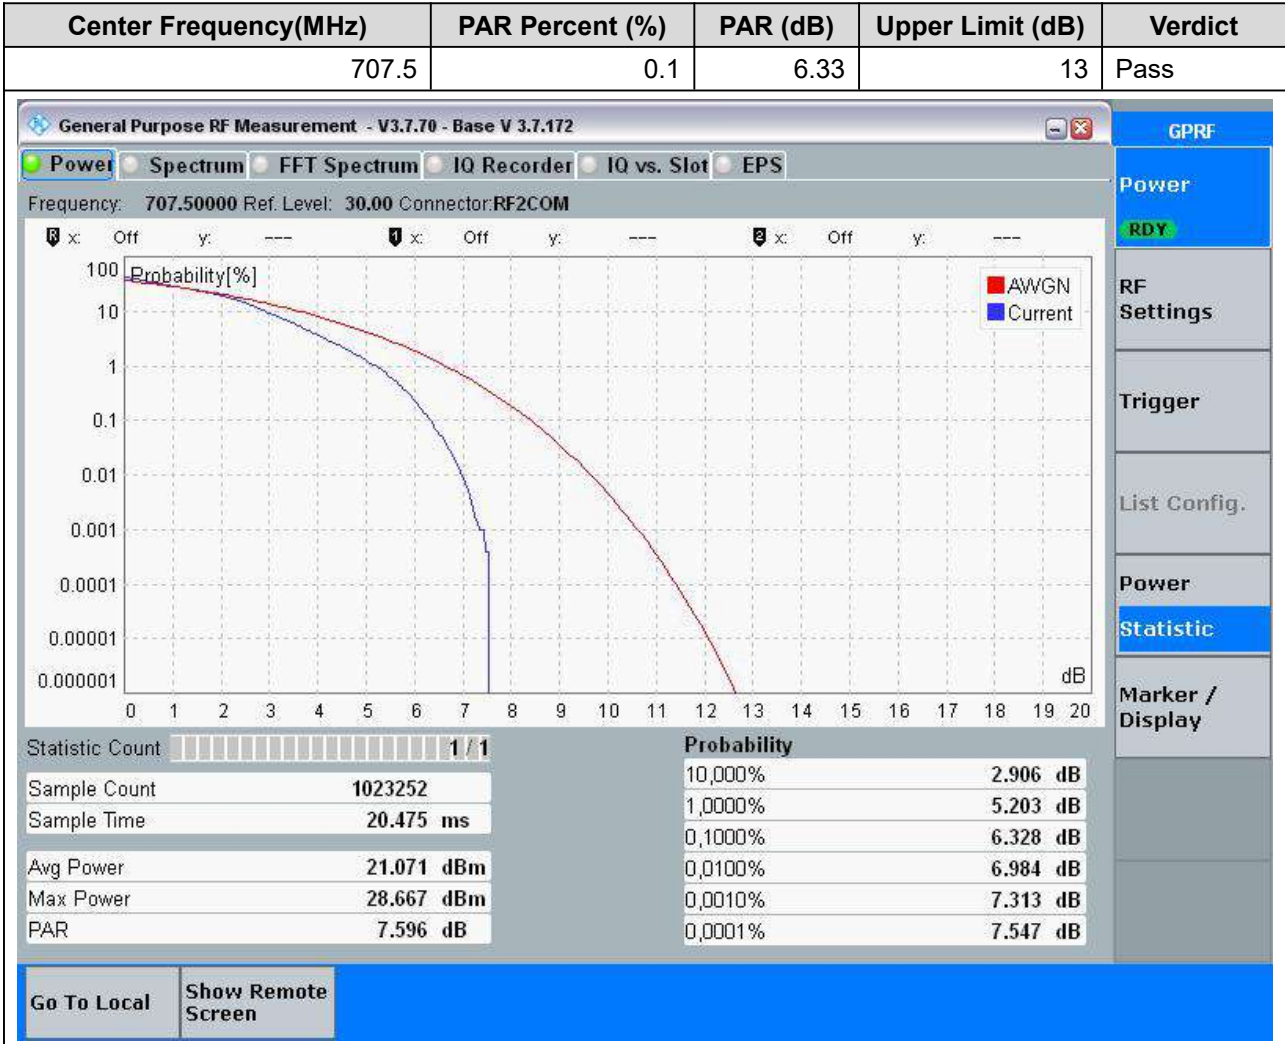 Center Frequency(MHz) PAR Percent (%) PAR (dB) Upper Limit (dB) Verdict
707.5 0.1 6.33 13 Pass
General Purpose RF Measurement - V3.7.70 - Base V 3.7.172
GPRF
Power Spectrum FFT Spectrum IQ Recorder IQ vs. Slot EPS
Frequency: 707.50000 Ref. Level: 30.00 Connector:RF2COM
R x: Off y: --- 1 x: Off y: --- 2 x: Off y: ---
Probability[%]
AWGN
Current
100
10
1
0.1
0.01
0.001
0.0001
0.00001
0.000001
dB
0 1 2 3 4 5 6 7 8 9 10 11 12 13 14 15 16 17 18 19 20
Statistic Count 1 / 1
Sample Count 1023252
Sample Time 20.475 ms
Avg Power 21.071 dBm
Max Power 28.667 dBm
PAR 7.596 dB
Probability
10,000% 2.906 dB
1,0000% 5.203 dB
0,1000% 6.328 dB
0,0100% 6.984 dB
0,0010% 7.313 dB
0,0001% 7.547 dB
Power
RDY
RF
Settings
Trigger
List Config.
Power
Statistic
Marker /
Display
Go To Local
Show Remote
Screen